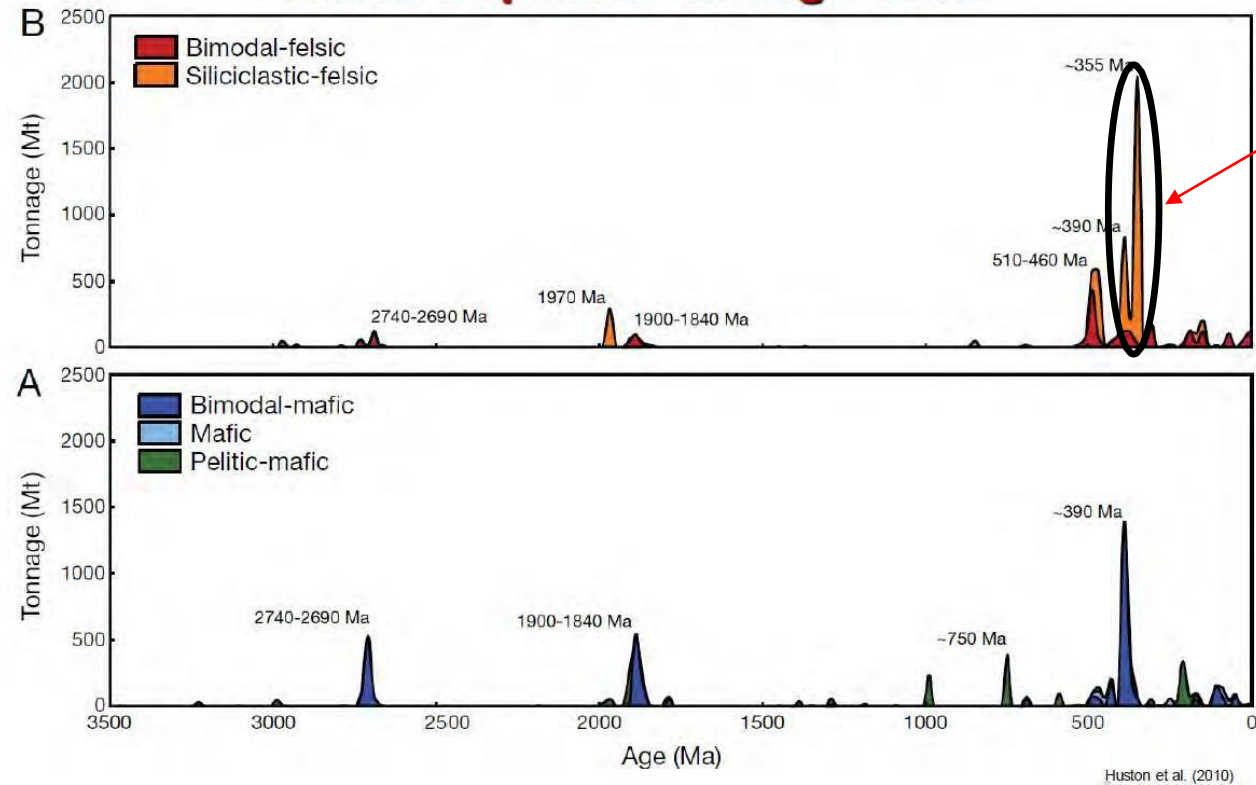 B
2500
2000
1500
1000
500
0
Tonnage (Mt)
Bimodal-felsic
Siliciclastic-felsic
2740-2690 Ma
1970 Ma
1900-1840 Ma
510-460 Ma
~390 Ma
~355 Ma
A
2500
2000
1500
1000
500
0
Tonnage (Mt)
Bimodal-mafic
Mafic
Pelitic-mafic
2740-2690 Ma
1900-1840 Ma
~750 Ma
~390 Ma
3500 3000 2500 2000 1500 1000 500 0
Age (Ma)
Huston et al. (2010)